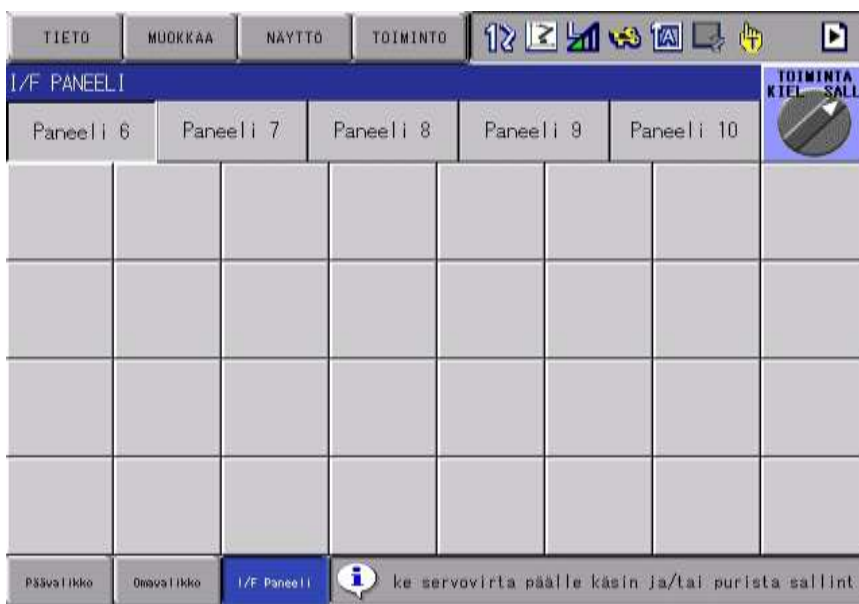 TIETO MUOKKAA NÄYTTÖ TOIMINTO
I/F PANEELI
TOIMINTA
KIEL SALL
Paneeli 6 Paneeli 7 Paneeli 8 Paneeli 9 Paneeli 10
Päävalikko Omavalikko I/F Paneeli ke servovirta päälle käsin ja/tai purista sallint